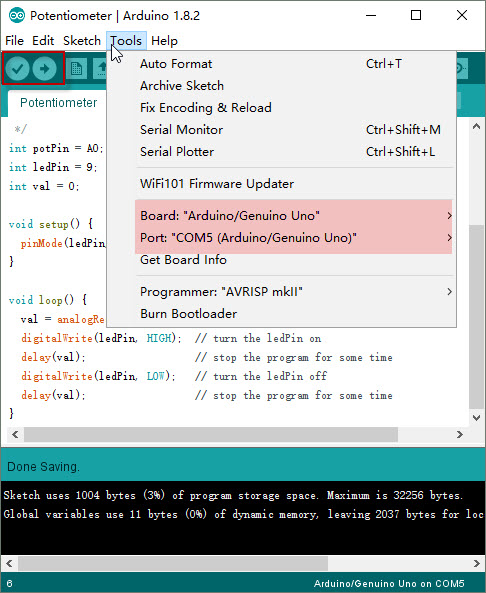 Potentiometer | Arduino 1.8.2
File Edit Sketch Tools Help
Auto Format Ctrl+T
Archive Sketch
Fix Encoding & Reload
Serial Monitor Ctrl+Shift+M
Serial Plotter Ctrl+Shift+L
WiFi101 Firmware Updater
Board: "Arduino/Genuino Uno"
Port: "COM5 (Arduino/Genuino Uno)"
Get Board Info
Programmer: "AVRISP mkII"
Burn Bootloader
Potentiometer
*/
int potPin = A0;
int ledPin = 9;
int val = 0;
void setup() {
pinMode(ledPin
}
void loop() {
val = analogRe
digitalWrite(ledPin, HIGH); // turn the ledPin on
delay(val); // stop the program for some time
digitalWrite(ledPin, LOW); // turn the ledPin off
delay(val); // stop the program for some time
}
Done Saving.
Sketch uses 1004 bytes (3%) of program storage space. Maximum is 32256 bytes.
Global variables use 11 bytes (0%) of dynamic memory, leaving 2037 bytes for loc
6 Arduino/Genuino Uno on COM5